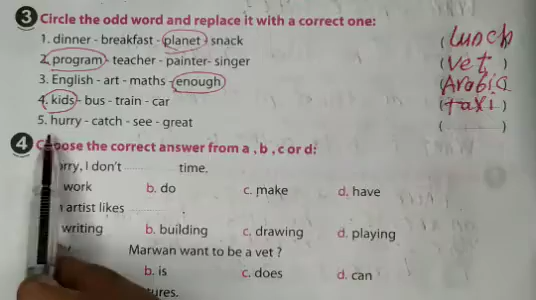 3 Circle the odd word and replace it with a correct one:
1. dinner - breakfast - planet - snack (lunch
2. program - teacher - painter- singer (vet)
3. English - art - maths - enough (Arabic
4. kids - bus - train - car (taxi)
5. hurry - catch - see - great ( )
4 the correct answer from a , b , c or d:
I don't time.
work b. do c. make d. have
artist likes
writing b. building c. drawing d. playing
Marwan want to be a vet ?
b. is c. does d. can